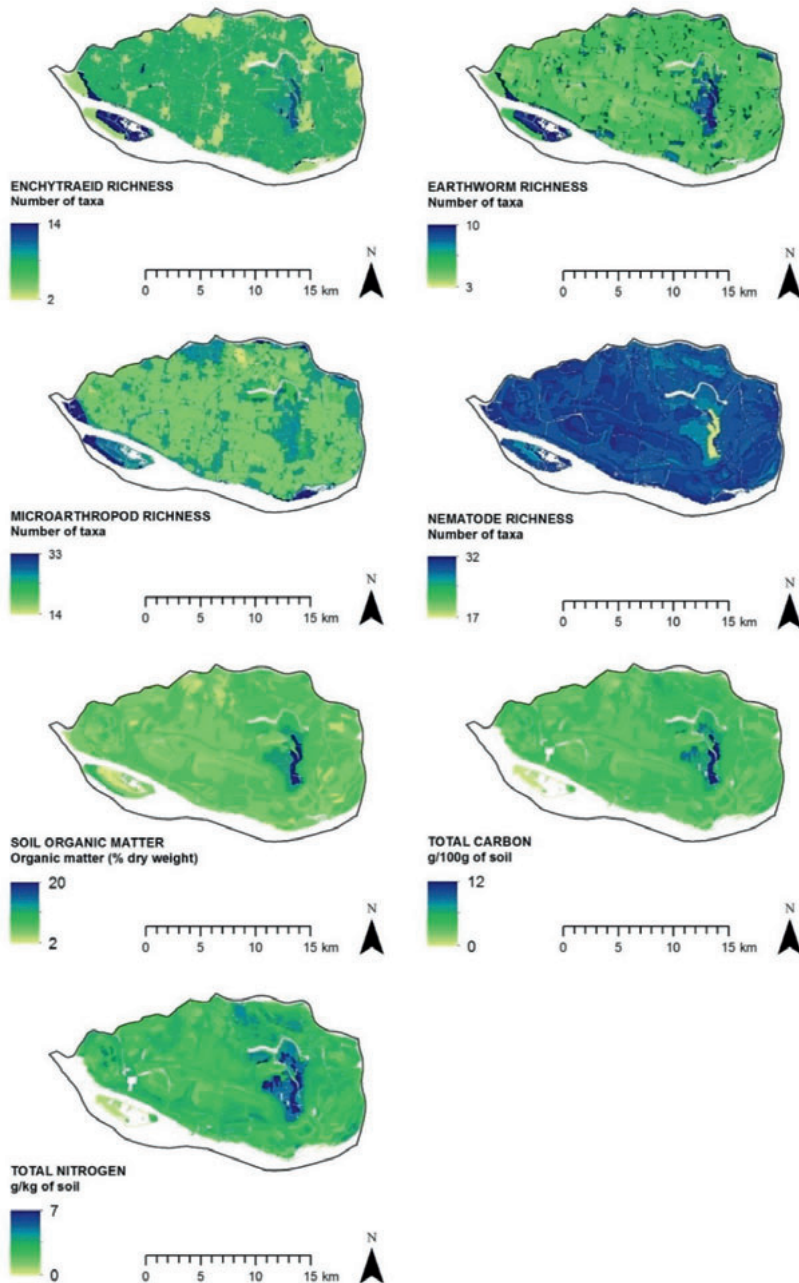 ENCHYTRAEID RICHNESS
Number of taxa
14
2
0 5 10 15 km
N
EARTHWORM RICHNESS
Number of taxa
10
3
0 5 10 15 km
N
MICROARTHROPOD RICHNESS
Number of taxa
33
14
0 5 10 15 km
N
NEMATODE RICHNESS
Number of taxa
32
17
0 5 10 15 km
N
SOIL ORGANIC MATTER
Organic matter (% dry weight)
20
2
0 5 10 15 km
N
TOTAL CARBON
g/100g of soil
12
0
0 5 10 15 km
N
TOTAL NITROGEN
g/kg of soil
7
0
0 5 10 15 km
N